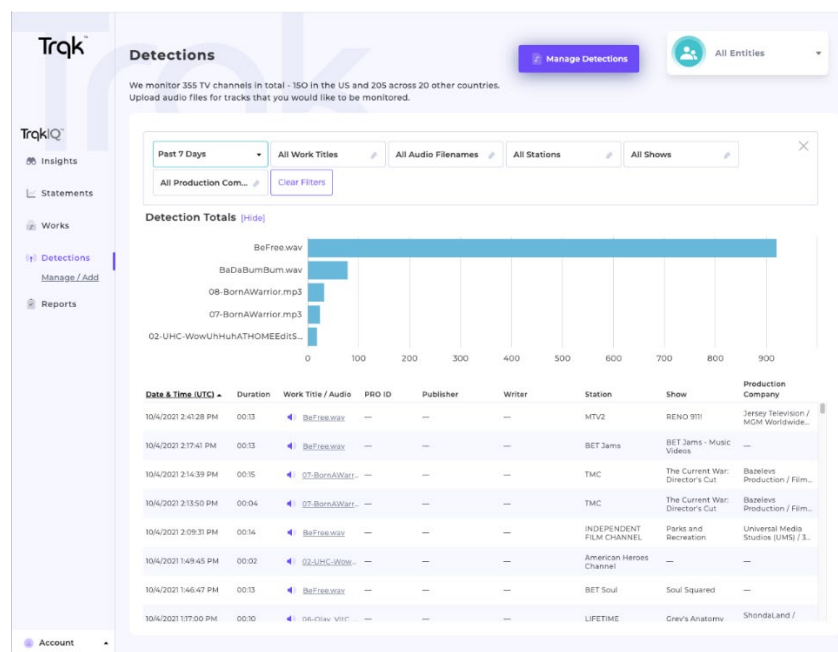 Trqk™
Detections
Manage Detections
All Entities
We monitor 355 TV channels in total - 150 in the US and 205 across 20 other countries.
Upload audio files for tracks that you would like to be monitored.
TrqkIQ™
Insights
Statements
Works
Detections
Manage / Add
Reports
Account
Past 7 Days
All Work Titles
All Audio Filenames
All Stations
All Shows
All Production Com...
Clear Filters
Detection Totals [Hide]
BeFree.wav
BaDaBumBum.wav
08-BornAWarrior.mp3
07-BornAWarrior.mp3
02-UHC-WowUhHuhATHOMEEditS...
0 100 200 300 400 500 600 700 800 900
Date & Time (UTC) Duration Work Title / Audio PRO ID Publisher Writer Station Show Production Company
10/4/2021 2:41:28 PM 00:13 BeFree.wav — — — MTV2 RENO 911! Jersey Television / MGM Worldwide...
10/4/2021 2:17:41 PM 00:13 BeFree.wav — — — BET Jams BET Jams - Music Videos —
10/4/2021 2:14:39 PM 00:15 07-BornAWarr... — — — TMC The Current War: Director's Cut Bazelevs Production / Film...
10/4/2021 2:13:50 PM 00:04 07-BornAWarr... — — — TMC The Current War: Director's Cut Bazelevs Production / Film...
10/4/2021 2:09:31 PM 00:14 BeFree.wav — — — INDEPENDENT FILM CHANNEL Parks and Recreation Universal Media Studios (UMS) / 3...
10/4/2021 1:49:45 PM 00:02 02-UHC-Wow... — — — American Heroes Channel — —
10/4/2021 1:46:47 PM 00:13 BeFree.wav — — — BET Soul Soul Squared —
10/4/2021 1:17:00 PM 00:10 — — — LIFETIME Grey's Anatomy ShondaLand /